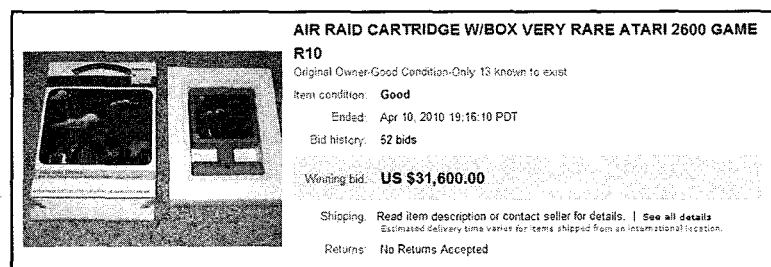 AIR RAID CARTRIDGE W/BOX VERY RARE ATARI 2600 GAME
R10
Original Owner-Good Condition-Only 13 known to exist
Item condition: Good
Ended: Apr 10, 2010 19:16:10 PDT
Bid history: 52 bids
Winning bid: US $31,600.00
Shipping: Read item description or contact seller for details. | See all details
Estimated delivery time varies for items shipped from an international location.
Returns: No Returns Accepted